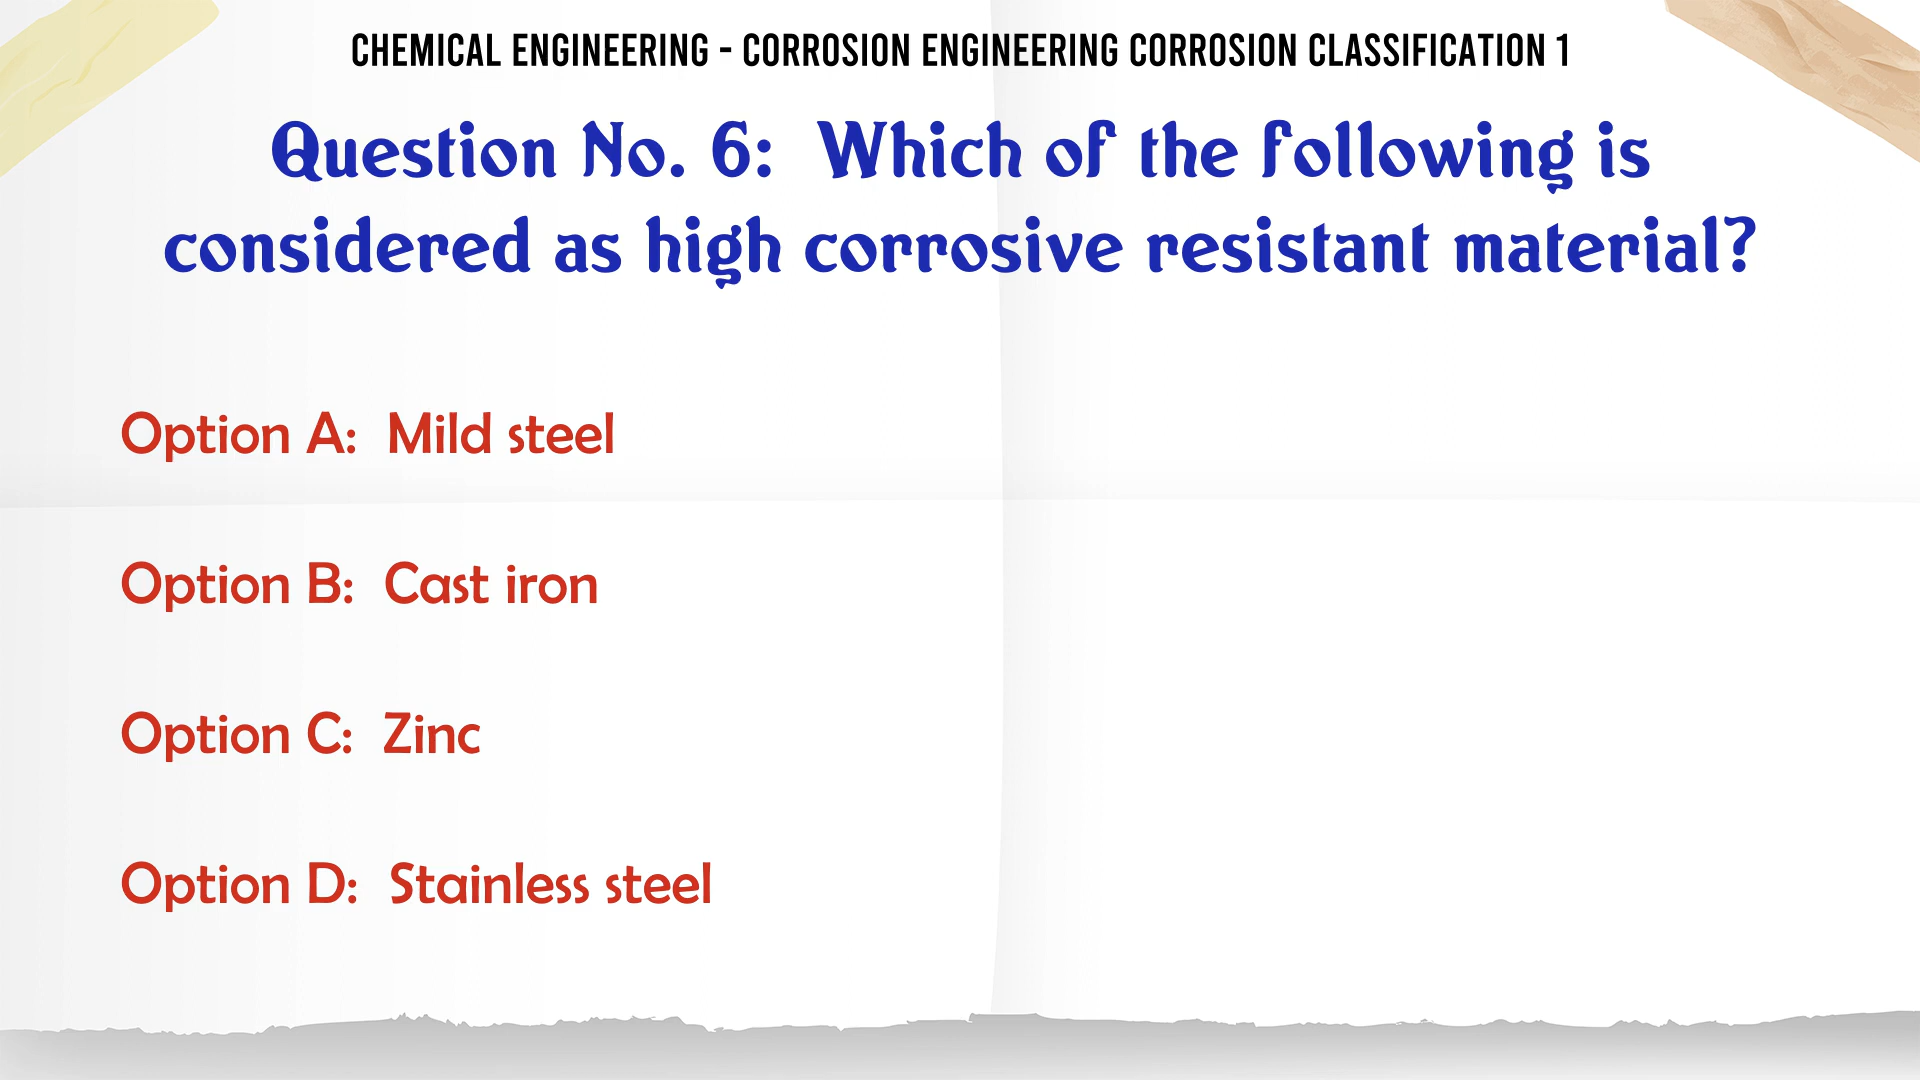 CHEMICAL ENGINEERING - CORROSION ENGINEERING CORROSION CLASSIFICATION 1
Question No. 6: Which of the following is
considered as high corrosive resistant material?
Option A: Mild steel
Option B: Cast iron
Option C: Zinc
Option D: Stainless steel